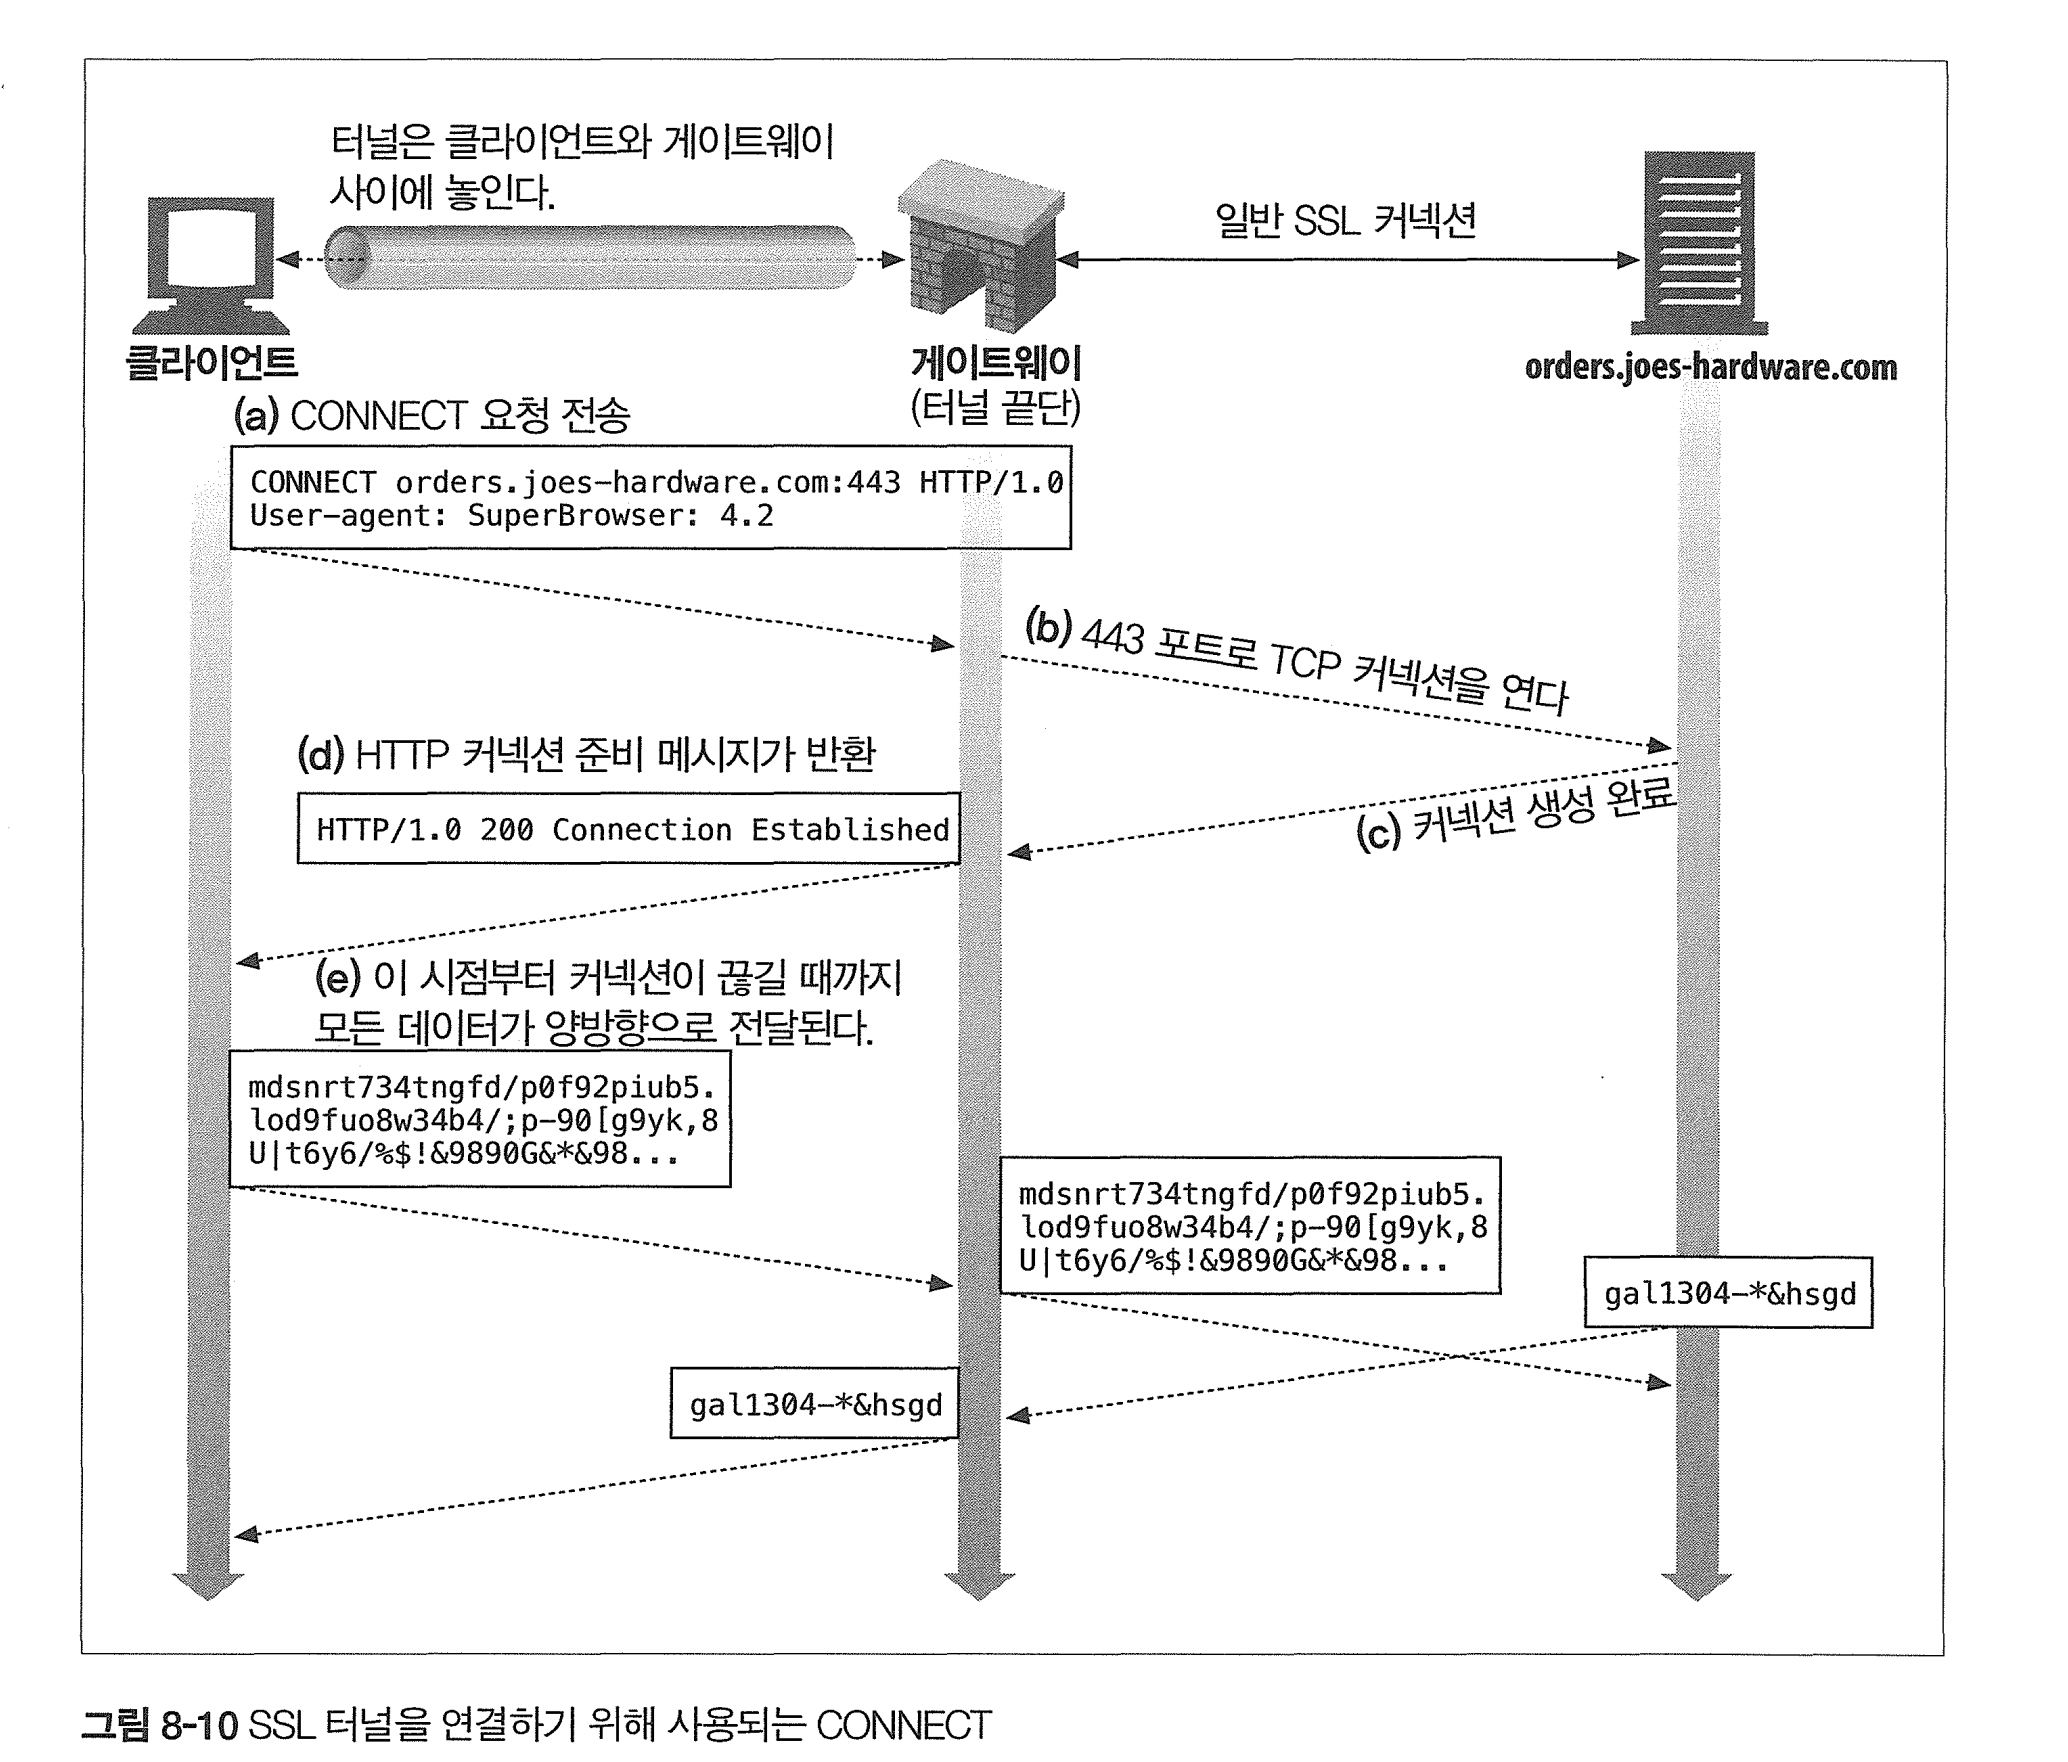 터널은 클라이언트와 게이트웨이
사이에 놓인다.
일반 SSL 커넥션
클라이언트
게이트웨이
(터널 끝단)
orders.joes-hardware.com
(a) CONNECT 요청 전송
CONNECT orders.joes-hardware.com:443 HTTP/1.0
User-agent: SuperBrowser: 4.2
(b) 443 포트로 TCP 커넥션을 연다
(c) 커넥션 생성 완료
(d) HTTP 커넥션 준비 메시지가 반환
HTTP/1.0 200 Connection Established
(e) 이 시점부터 커넥션이 끊길 때까지
모든 데이터가 양방향으로 전달된다.
mdsnrt734tngfd/p0f92piub5.
lod9fuo8w34b4/;p-90[g9yk,8
U|t6y6/%$!&9890G&*&98...
mdsnrt734tngfd/p0f92piub5.
lod9fuo8w34b4/;p-90[g9yk,8
U|t6y6/%$!&9890G&*&98...
gal1304-*&hsgd
gal1304-*&hsgd
그림 8-10 SSL 터널을 연결하기 위해 사용되는 CONNECT